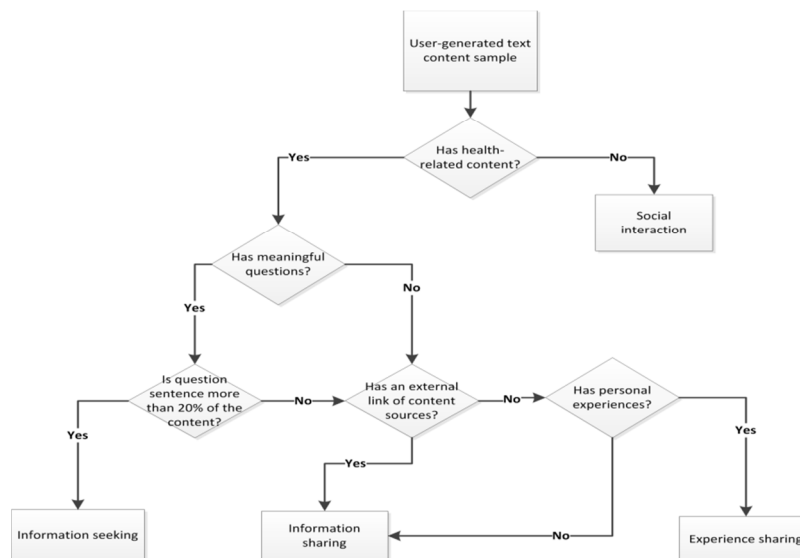 User-generated text
content sample
Has health-
related content?
Yes
No
Social
interaction
Has meaningful
questions?
Yes
No
Is question
sentence more
than 20% of the
content?
No
Has an external
link of content
sources?
No
Has personal
experiences?
Yes
Yes
Yes
Information seeking
Information
sharing
No
Experience sharing